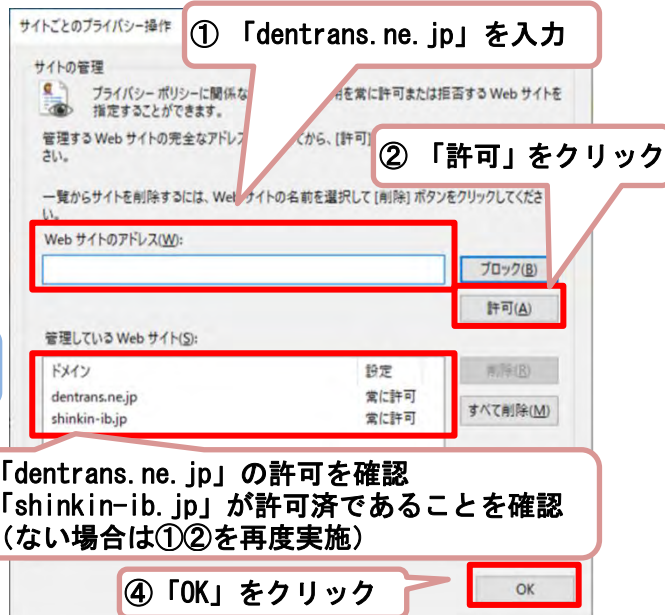 サイトごとのプライバシー操作
① 「dentrans.ne.jp」を入力
サイトの管理
プライバシー ポリシーに関係な
用を常に許可または拒否する Web サイトを
指定することができます。
管理する Web サイトの完全なアドレ
てから、[許可]
さい。
② 「許可」をクリック
一覧からサイトを削除するには、Web サイトの名前を選択して [削除] ボタンをクリックしてくださ
い。
Web サイトのアドレス(W):
ブロック(B)
許可(A)
管理している Web サイト(S):
ドメイン 設定
削除(R)
dentrans.ne.jp 常に許可
shinkin-ib.jp 常に許可
すべて削除(M)
「dentrans.ne.jp」の許可を確認
「shinkin-ib.jp」が許可済であることを確認
(ない場合は①②を再度実施)
④「OK」をクリック
OK